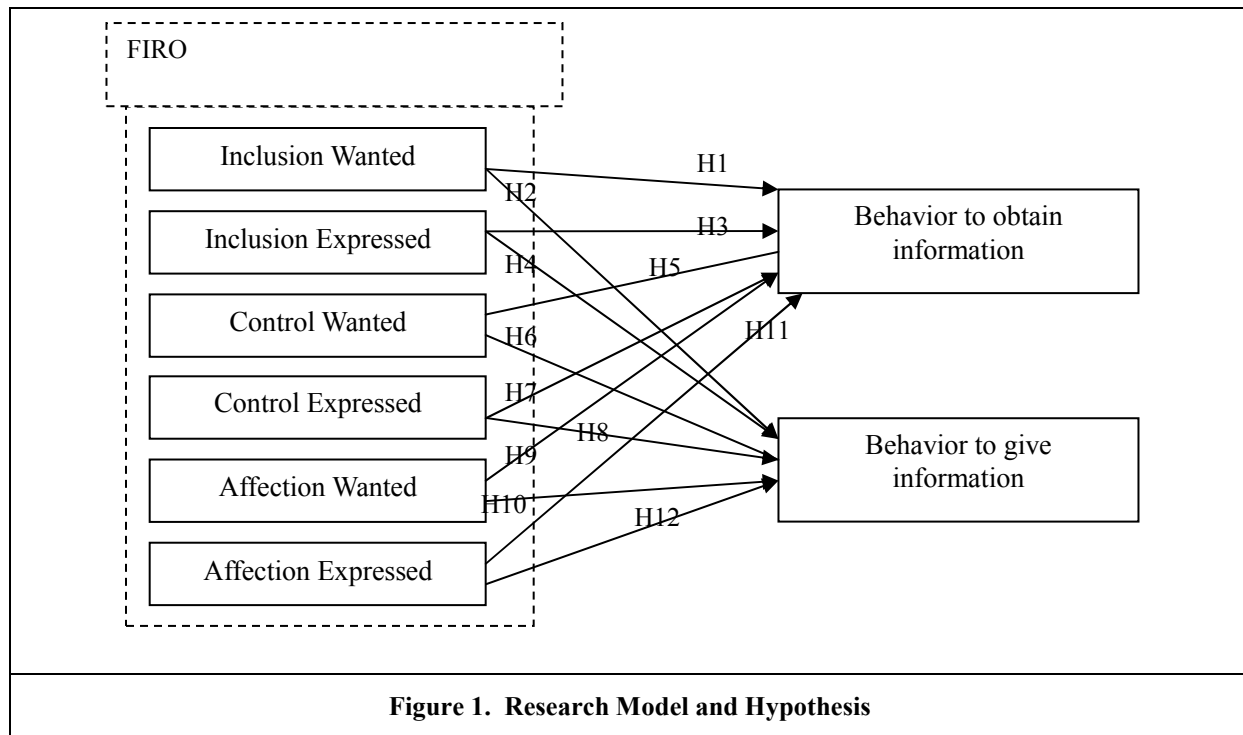 FIRO
Inclusion Wanted
Inclusion Expressed
Control Wanted
Control Expressed
Affection Wanted
Affection Expressed
H1
H2
H3
H4
H5
H6
H7
H8
H9
H10
H11
H12
Behavior to obtain
information
Behavior to give
information
Figure 1. Research Model and Hypothesis